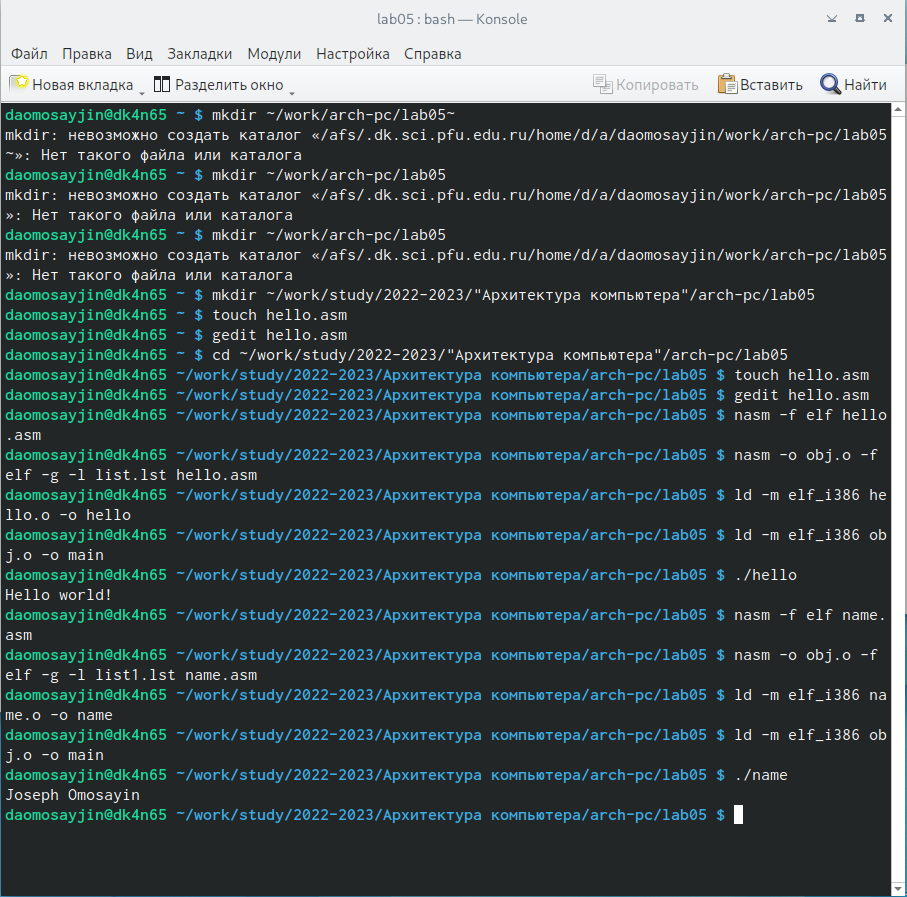 lab05 : bash — Konsole
Файл Правка Вид Закладки Модули Настройка Справка
Новая вкладка Разделить окно Копировать Вставить Найти
daomosayjin@dk4n65 ~ $ mkdir ~/work/arch-pc/lab05~
mkdir: невозможно создать каталог «/afs/.dk.sci.pfu.edu.ru/home/d/a/daomosayjin/work/arch-pc/lab05
~»: Нет такого файла или каталога
daomosayjin@dk4n65 ~ $ mkdir ~/work/arch-pc/lab05
mkdir: невозможно создать каталог «/afs/.dk.sci.pfu.edu.ru/home/d/a/daomosayjin/work/arch-pc/lab05
»: Нет такого файла или каталога
daomosayjin@dk4n65 ~ $ mkdir ~/work/arch-pc/lab05
mkdir: невозможно создать каталог «/afs/.dk.sci.pfu.edu.ru/home/d/a/daomosayjin/work/arch-pc/lab05
»: Нет такого файла или каталога
daomosayjin@dk4n65 ~ $ mkdir ~/work/study/2022-2023/"Архитектура компьютера"/arch-pc/lab05
daomosayjin@dk4n65 ~ $ touch hello.asm
daomosayjin@dk4n65 ~ $ gedit hello.asm
daomosayjin@dk4n65 ~ $ cd ~/work/study/2022-2023/"Архитектура компьютера"/arch-pc/lab05
daomosayjin@dk4n65 ~/work/study/2022-2023/Архитектура компьютера/arch-pc/lab05 $ touch hello.asm
daomosayjin@dk4n65 ~/work/study/2022-2023/Архитектура компьютера/arch-pc/lab05 $ gedit hello.asm
daomosayjin@dk4n65 ~/work/study/2022-2023/Архитектура компьютера/arch-pc/lab05 $ nasm -f elf hello
.asm
daomosayjin@dk4n65 ~/work/study/2022-2023/Архитектура компьютера/arch-pc/lab05 $ nasm -o obj.o -f
elf -g -l list.lst hello.asm
daomosayjin@dk4n65 ~/work/study/2022-2023/Архитектура компьютера/arch-pc/lab05 $ ld -m elf_i386 he
llo.o -o hello
daomosayjin@dk4n65 ~/work/study/2022-2023/Архитектура компьютера/arch-pc/lab05 $ ld -m elf_i386 ob
j.o -o main
daomosayjin@dk4n65 ~/work/study/2022-2023/Архитектура компьютера/arch-pc/lab05 $ ./hello
Hello world!
daomosayjin@dk4n65 ~/work/study/2022-2023/Архитектура компьютера/arch-pc/lab05 $ nasm -f elf name.
asm
daomosayjin@dk4n65 ~/work/study/2022-2023/Архитектура компьютера/arch-pc/lab05 $ nasm -o obj.o -f
elf -g -l list1.lst name.asm
daomosayjin@dk4n65 ~/work/study/2022-2023/Архитектура компьютера/arch-pc/lab05 $ ld -m elf_i386 na
me.o -o name
daomosayjin@dk4n65 ~/work/study/2022-2023/Архитектура компьютера/arch-pc/lab05 $ ld -m elf_i386 ob
j.o -o main
daomosayjin@dk4n65 ~/work/study/2022-2023/Архитектура компьютера/arch-pc/lab05 $ ./name
Joseph Omosayin
daomosayjin@dk4n65 ~/work/study/2022-2023/Архитектура компьютера/arch-pc/lab05 $